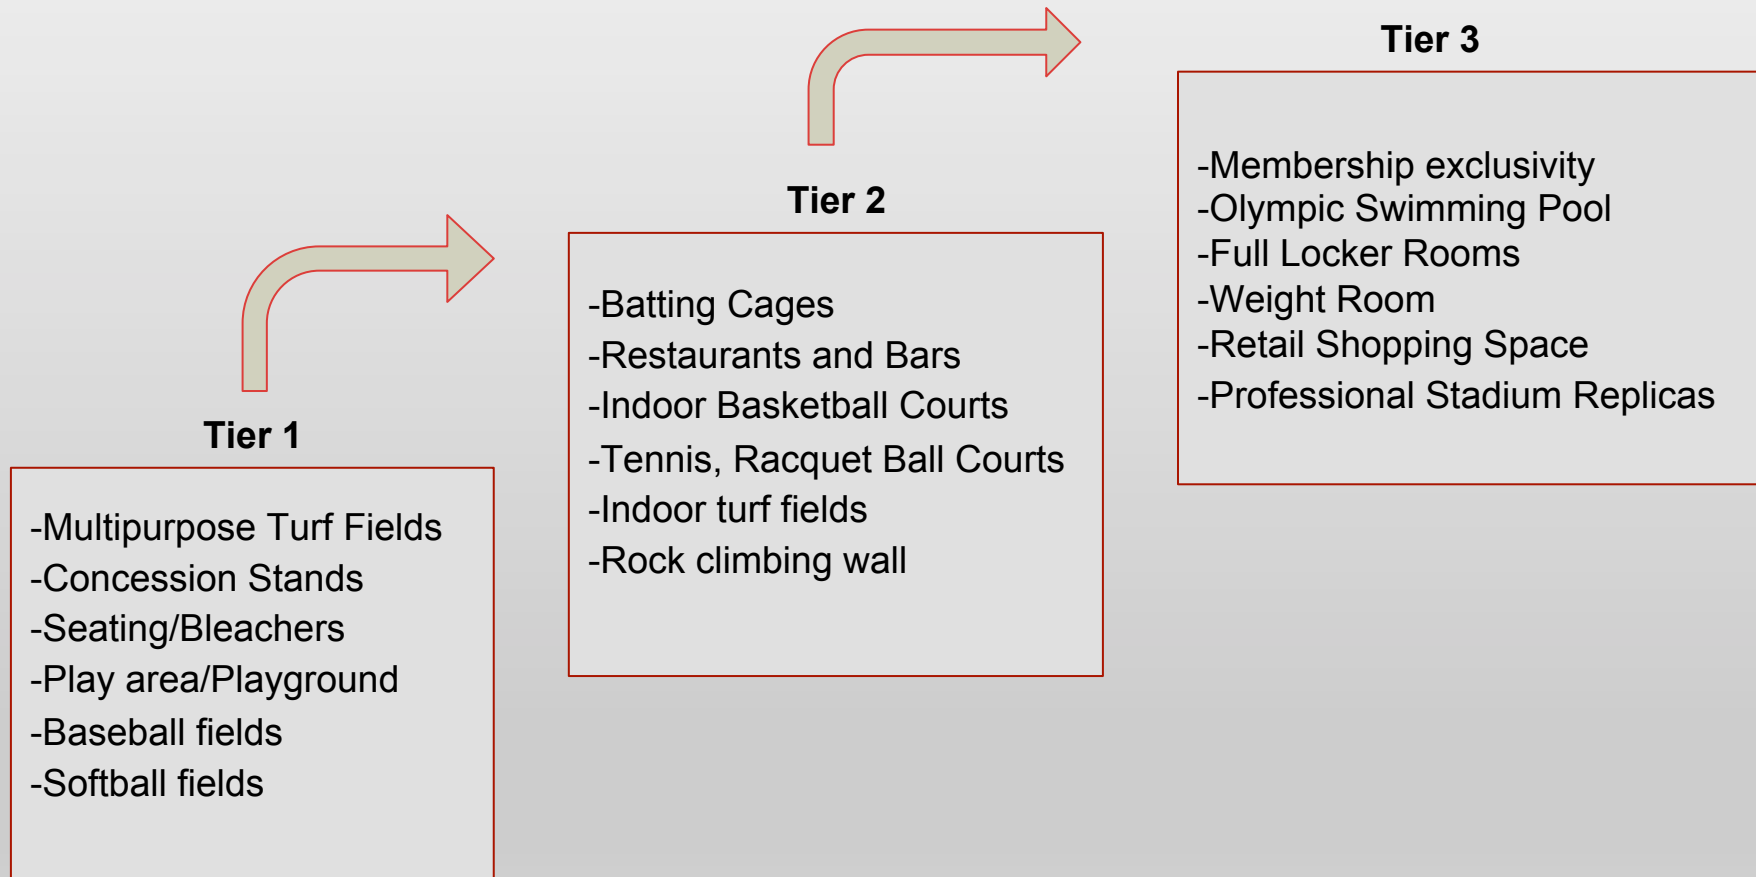 Tier 1
-Multipurpose Turf Fields
-Concession Stands
-Seating/Bleachers
-Play area/Playground
-Baseball fields
-Softball fields
Tier 2
-Batting Cages
-Restaurants and Bars
-Indoor Basketball Courts
-Tennis, Racquet Ball Courts
-Indoor turf fields
-Rock climbing wall
Tier 3
-Membership exclusivity
-Olympic Swimming Pool
-Full Locker Rooms
-Weight Room
-Retail Shopping Space
-Professional Stadium Replicas